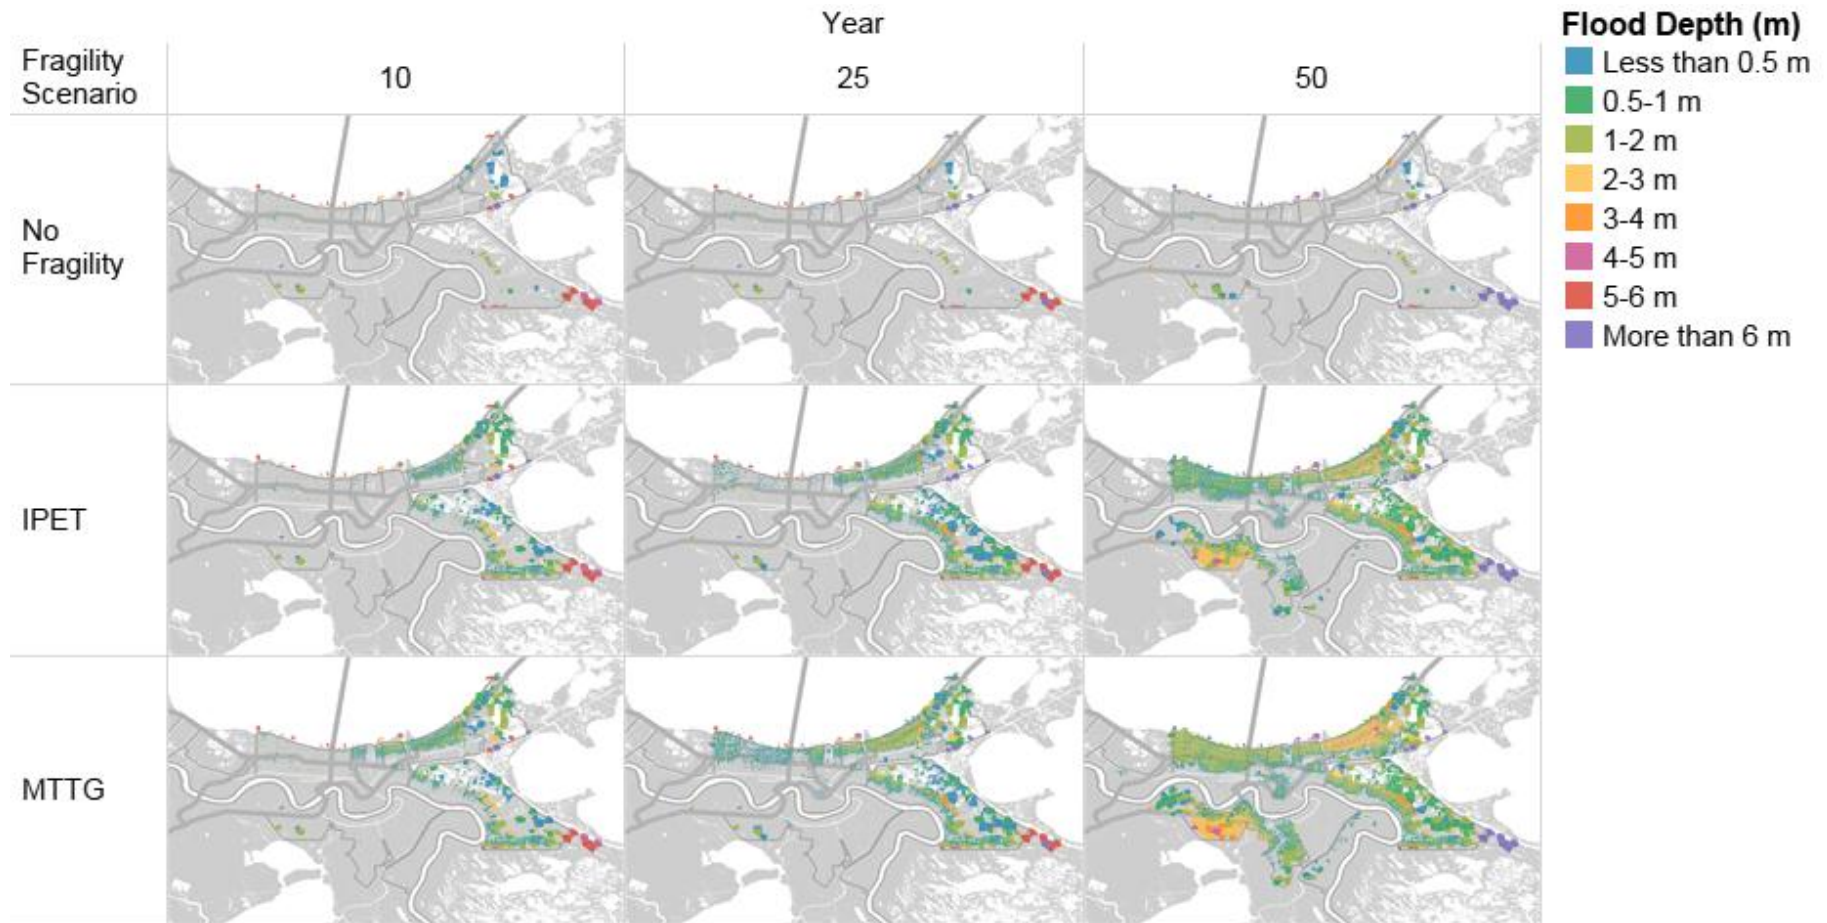 Year
Fragility
Scenario
10
25
50
No
Fragility
IPET
MTTG
Flood Depth (m)
Less than 0.5 m
0.5-1 m
1-2 m
2-3 m
3-4 m
4-5 m
5-6 m
More than 6 m